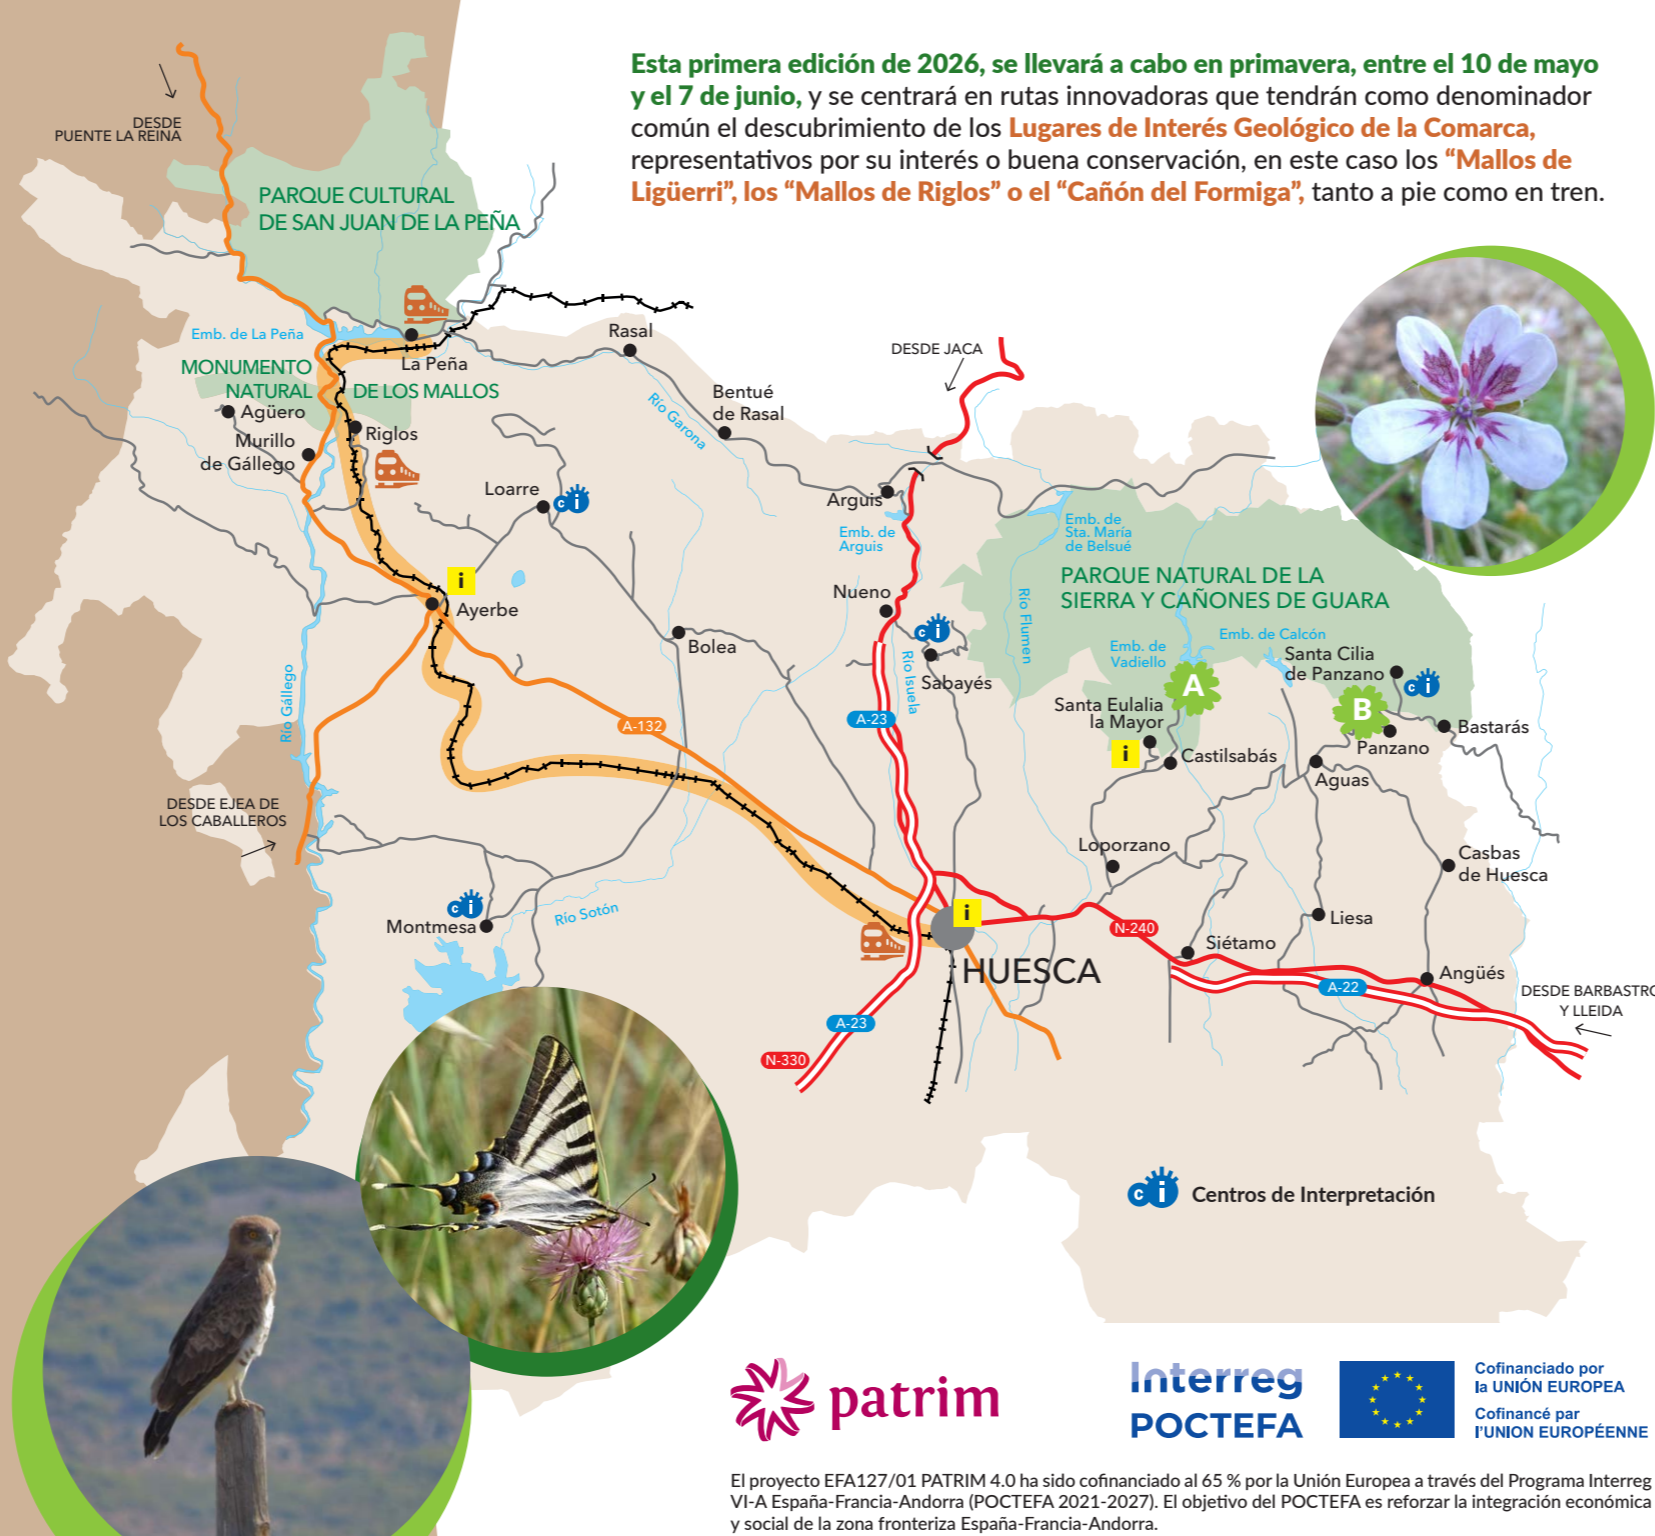 Esta primera edición de 2026, se llevará a cabo en primavera, entre el 10 de mayo
y el 7 de junio, y se centrará en rutas innovadoras que tendrán como denominador
común el descubrimiento de los Lugares de Interés Geológico de la Comarca,
representativos por su interés o buena conservación, en este caso los “Mallos de
Ligüerri”, los “Mallos de Riglos” o el “Cañón del Formiga”, tanto a pie como en tren.
DESDE
PUENTE LA REINA
PARQUE CULTURAL
DE SAN JUAN DE LA PEÑA
Emb. de La Peña
La Peña
MONUMENTO
NATURAL DE LOS MALLOS
Agüero
Murillo
de Gállego
Riglos
Rasal
Río Garona
Bentué
de Rasal
DESDE JACA
Loarre
ci
Arguis
Emb. de
Arguis
Emb. de
Sta. María
de Belsué
PARQUE NATURAL DE LA
SIERRA Y CAÑONES DE GUARA
i
Ayerbe
Nueno
ci
Sabayés
Río Isuela
Río Flumen
Bolea
Emb. de
Vadiello
Emb. de Calcón
Santa Cilia
de Panzano
ci
A
B
Santa Eulalia
la Mayor
i
Castilsabás
Panzano
Bastarás
Aguas
Río Gállego
A-132
A-23
DESDE EJEA DE
LOS CABALLEROS
Loporzano
Casbas
de Huesca
ci
Montmesa
Río Sotón
i
HUESCA
N-240
Liesa
Siétamo
Angüés
A-22
DESDE BARBASTRO
Y LLEIDA
A-23
N-330
ci Centros de Interpretación
patrim
Interreg
POCTEFA
Cofinanciado por
la UNIÓN EUROPEA
Cofinancé par
l'UNION EUROPÉENNE
El proyecto EFA127/01 PATRIM 4.0 ha sido cofinanciado al 65 % por la Unión Europea a través del Programa Interreg
VI-A España-Francia-Andorra (POCTEFA 2021-2027). El objetivo del POCTEFA es reforzar la integración económica
y social de la zona fronteriza España-Francia-Andorra.